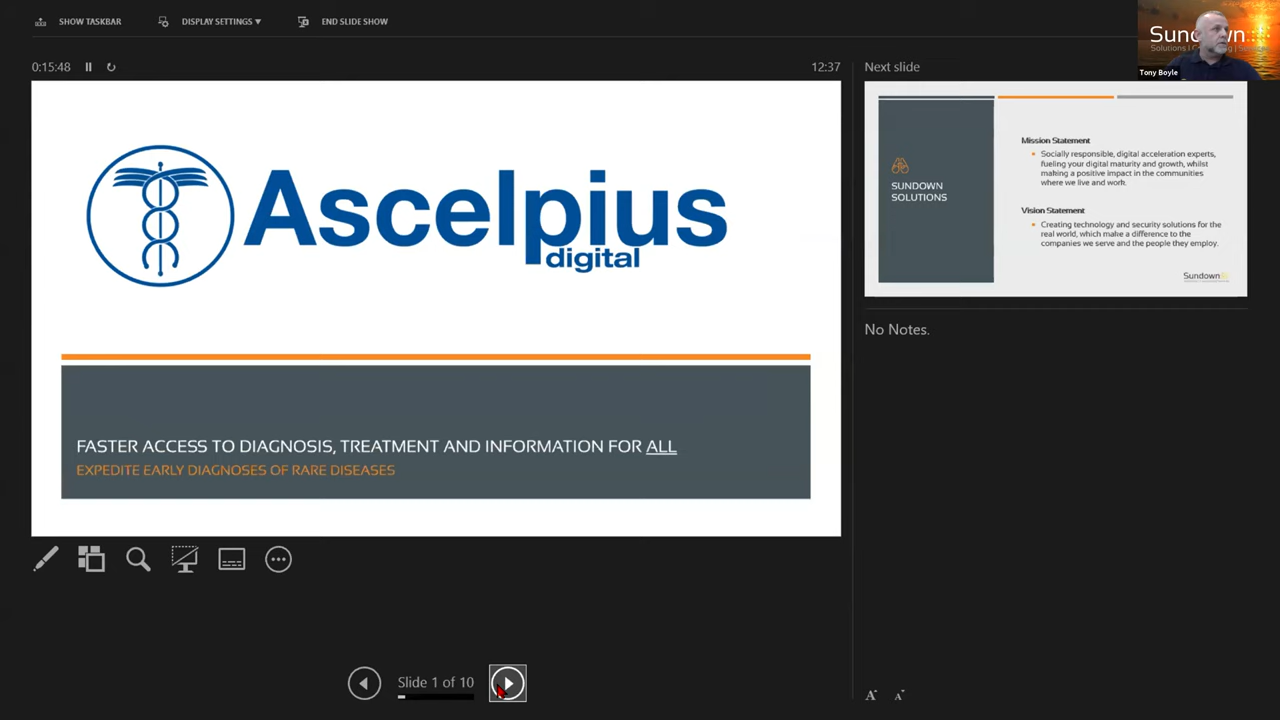 SHOW TASKBAR
DISPLAY SETTINGS ▼
END SLIDE SHOW
0:15:48
12:37
Ascelpius
digital
FASTER ACCESS TO DIAGNOSIS, TREATMENT AND INFORMATION FOR ALL
EXPEDITE EARLY DIAGNOSES OF RARE DISEASES
Slide 1 of 10
Tony Boyle
Next slide
SUNDOWN
SOLUTIONS
Mission Statement
Socially responsible, digital acceleration experts,
fueling your digital maturity and growth, whilst
making a positive impact in the communities
where we live and work.
Vision Statement
Creating technology and security solutions for the
real world, which make a difference to the
companies we serve and the people they employ.
Sundown
No Notes.
A A